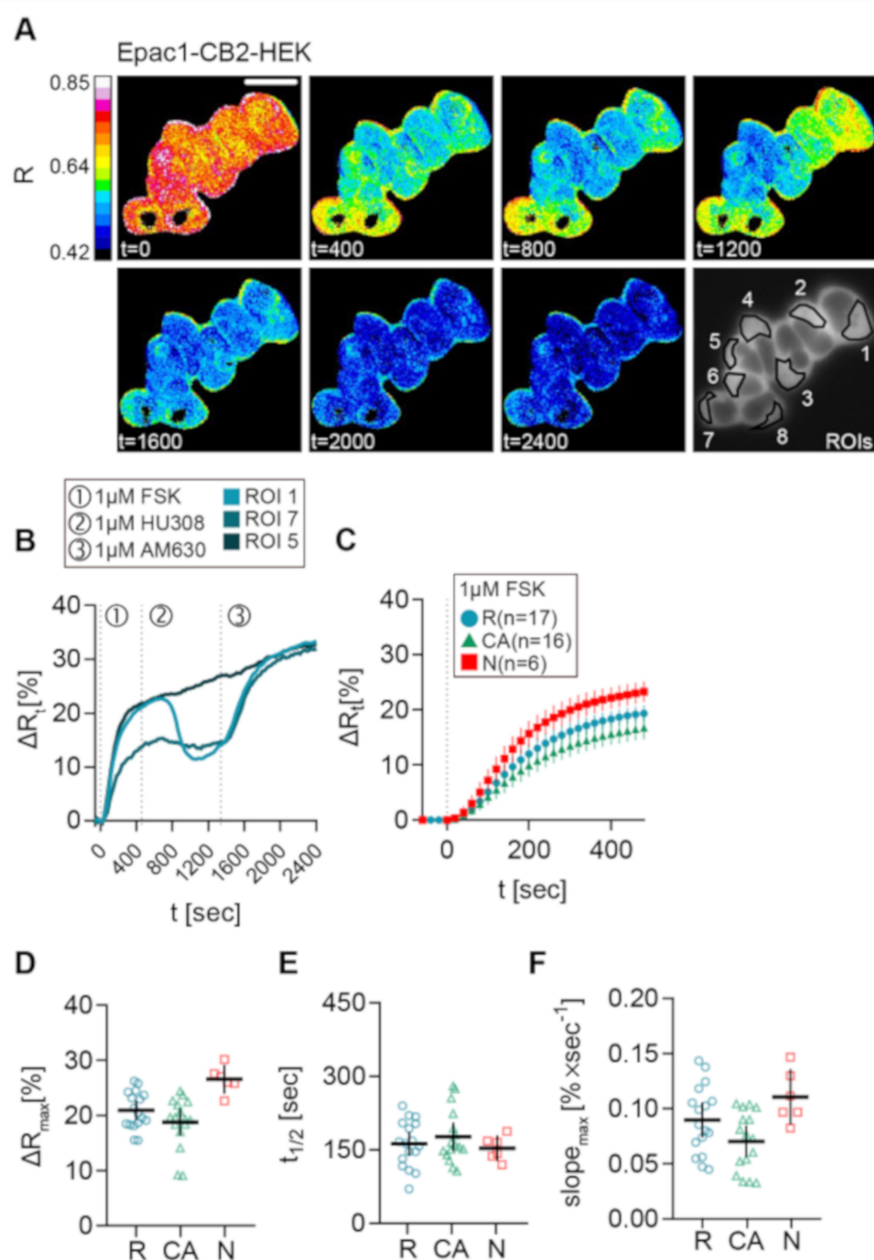 A
Epac1-CB2-HEK
0.85
0.64
0.42
R
t=0
t=400
t=800
t=1200
t=1600
t=2000
t=2400
1
2
3
4
5
6
7
8
ROIs
① 1µM FSK
② 1µM HU308
③ 1µM AM630
ROI 1
ROI 7
ROI 5
B
① ② ③
40
30
20
10
0
ΔRt[%]
0 400 800 1200 1600 2000 2400
t [sec]
C
1µM FSK
R(n=17)
CA(n=16)
N(n=6)
40
30
20
10
0
ΔRt[%]
0 200 400
t [sec]
D
40
30
20
10
0
ΔRmax[%]
R CA N
E
450
300
150
0
t1/2 [sec]
R CA N
F
0.20
0.15
0.10
0.05
0.00
slopemax [% ×sec-1]
R CA N